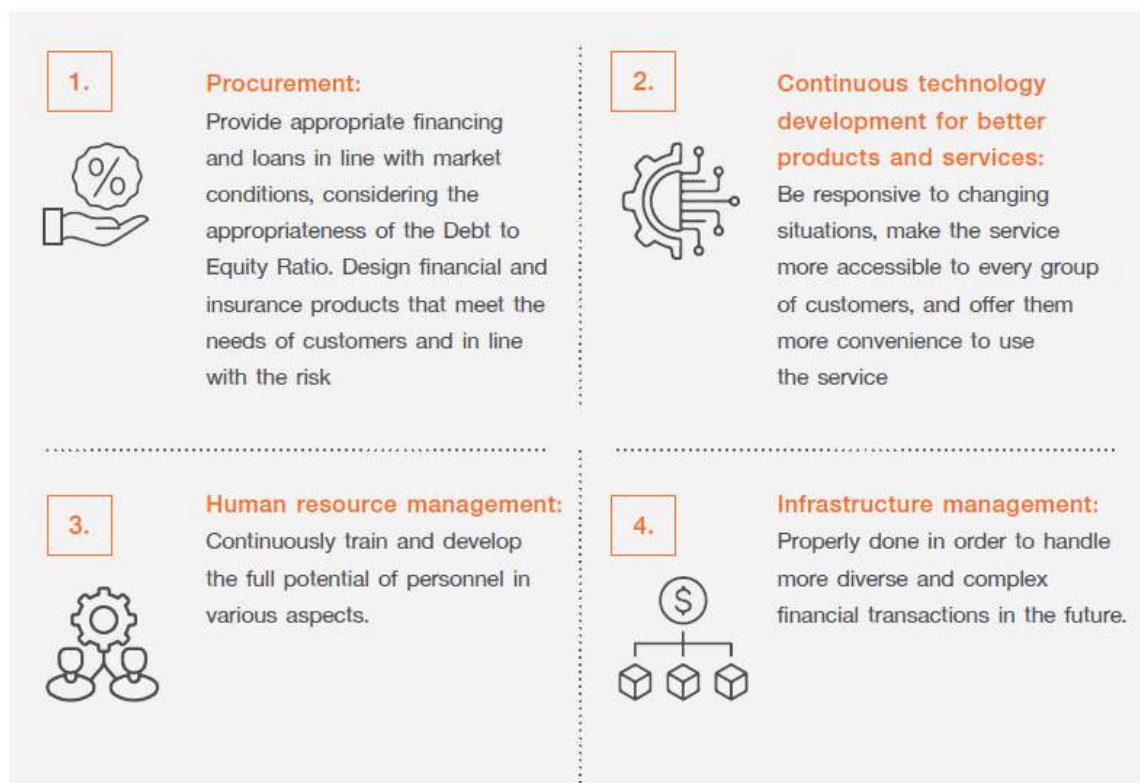 1.
Procurement:
Provide appropriate financing
and loans in line with market
conditions, considering the
appropriateness of the Debt to
Equity Ratio. Design financial and
insurance products that meet the
needs of customers and in line
with the risk
%
2.
Continuous technology
development for better
products and services:
Be responsive to changing
situations, make the service
more accessible to every group
of customers, and offer them
more convenience to use
the service
3.
Human resource management:
Continuously train and develop
the full potential of personnel in
various aspects.
4.
Infrastructure management:
Properly done in order to handle
more diverse and complex
financial transactions in the future.
$